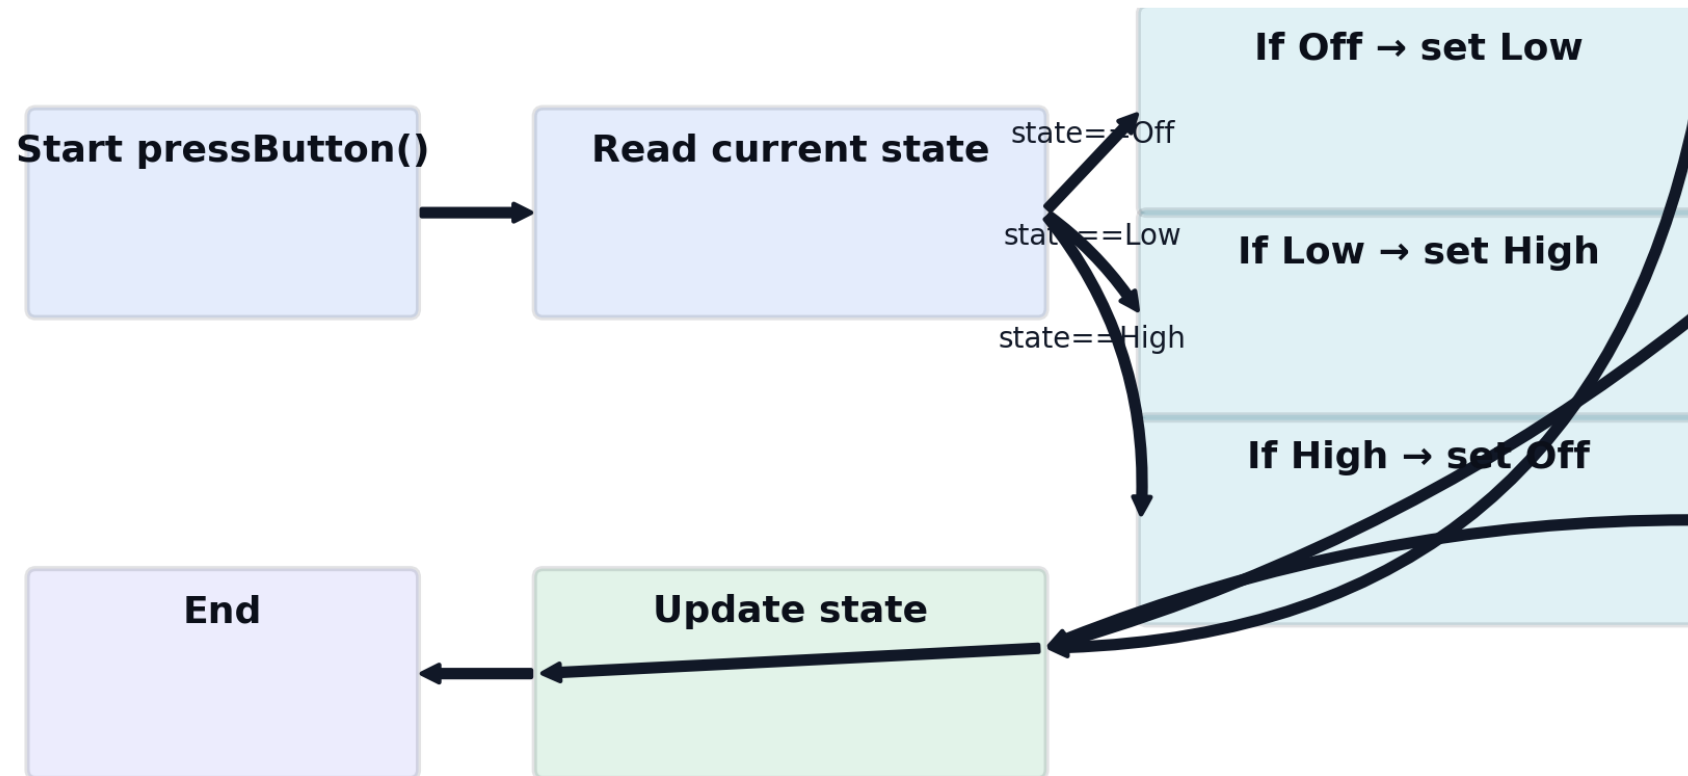 Start pressButton()
Read current state
state==Off
state==Low
state==High
If Off → set Low
If Low → set High
If High → set Off
Update state
End